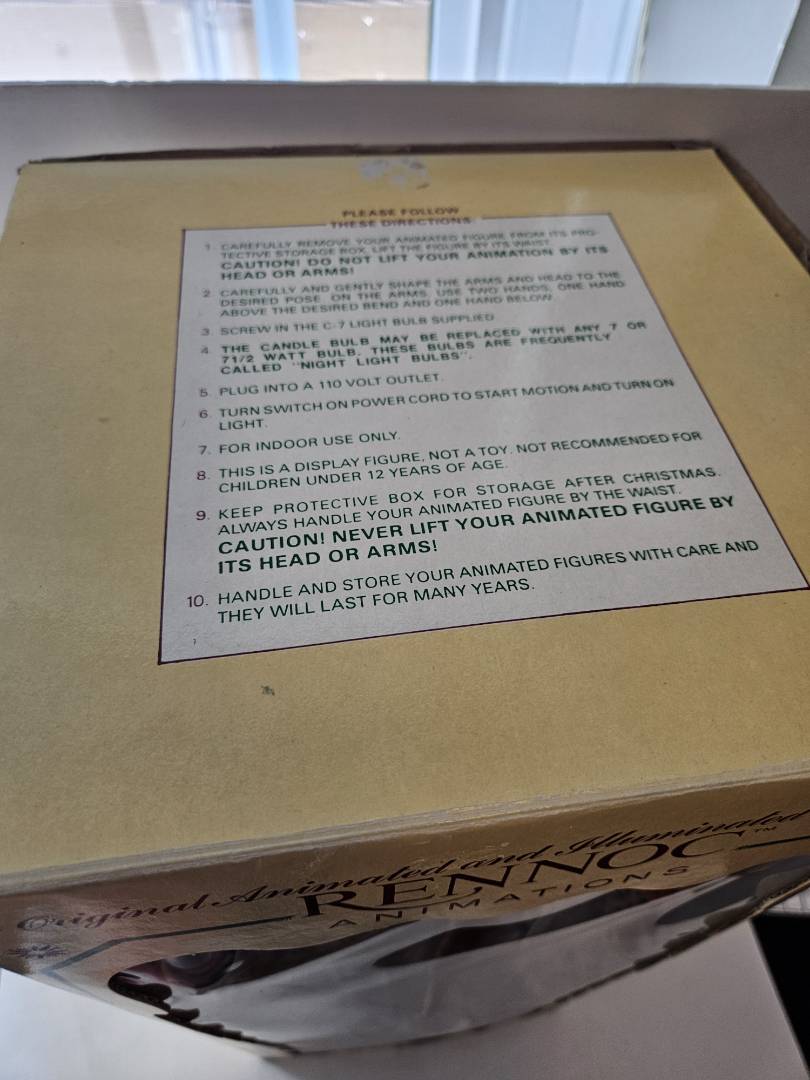 PLEASE FOLLOW
THESE DIRECTIONS:
1. CAREFULLY REMOVE YOUR ANIMATED FIGURE FROM ITS PRO-
TECTIVE STORAGE BOX. LIFT THE FIGURE BY ITS WAIST.
CAUTION! DO NOT LIFT YOUR ANIMATION BY ITS
HEAD OR ARMS!
2. CAREFULLY AND GENTLY SHAPE THE ARMS AND HEAD TO THE
DESIRED POSE. ON THE ARMS, USE TWO HANDS, ONE HAND
ABOVE THE DESIRED BEND AND ONE HAND BELOW.
3. SCREW IN THE C-7 LIGHT BULB SUPPLIED.
4. THE CANDLE BULB MAY BE REPLACED WITH ANY 7 OR
71/2 WATT BULB. THESE BULBS ARE FREQUENTLY
CALLED "NIGHT LIGHT BULBS".
5. PLUG INTO A 110 VOLT OUTLET.
6. TURN SWITCH ON POWER CORD TO START MOTION AND TURN ON
LIGHT.
7. FOR INDOOR USE ONLY.
8. THIS IS A DISPLAY FIGURE, NOT A TOY. NOT RECOMMENDED FOR
CHILDREN UNDER 12 YEARS OF AGE.
9. KEEP PROTECTIVE BOX FOR STORAGE AFTER CHRISTMAS.
ALWAYS HANDLE YOUR ANIMATED FIGURE BY THE WAIST.
CAUTION! NEVER LIFT YOUR ANIMATED FIGURE BY
ITS HEAD OR ARMS!
10. HANDLE AND STORE YOUR ANIMATED FIGURES WITH CARE AND
THEY WILL LAST FOR MANY YEARS.
Original Animated and Illuminated
RENNOC™
ANIMATIONS